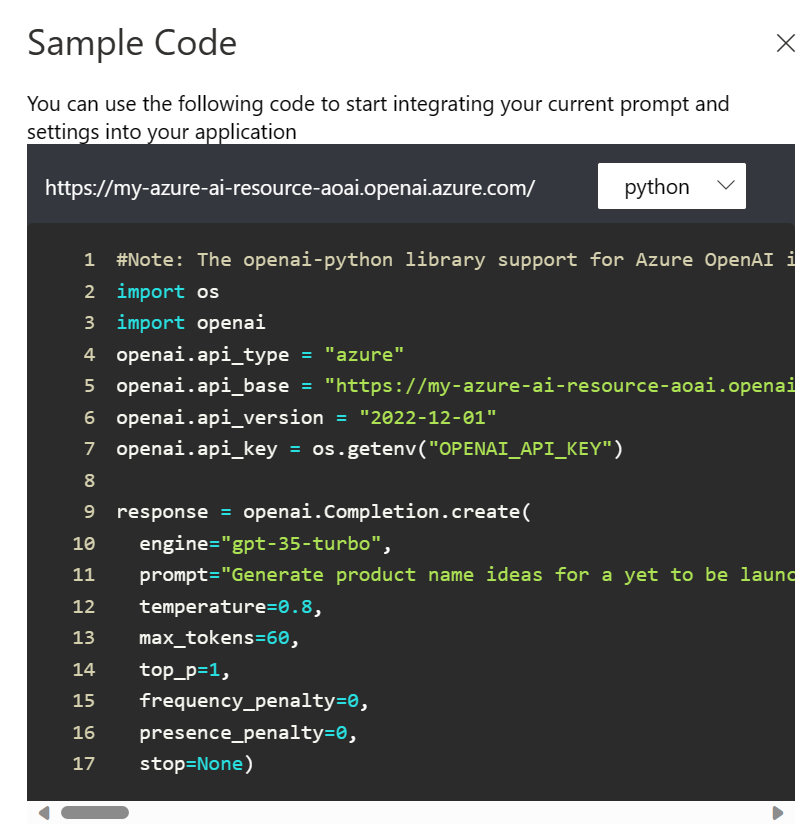 Sample Code
You can use the following code to start integrating your current prompt and
settings into your application
https://my-azure-ai-resource-aoai.openai.azure.com/
python
1 #Note: The openai-python library support for Azure OpenAI i
2 import os
3 import openai
4 openai.api_type = "azure"
5 openai.api_base = "https://my-azure-ai-resource-aoai.openai
6 openai.api_version = "2022-12-01"
7 openai.api_key = os.getenv("OPENAI_API_KEY")
8
9 response = openai.Completion.create(
10   engine="gpt-35-turbo",
11   prompt="Generate product name ideas for a yet to be launc
12   temperature=0.8,
13   max_tokens=60,
14   top_p=1,
15   frequency_penalty=0,
16   presence_penalty=0,
17   stop=None)